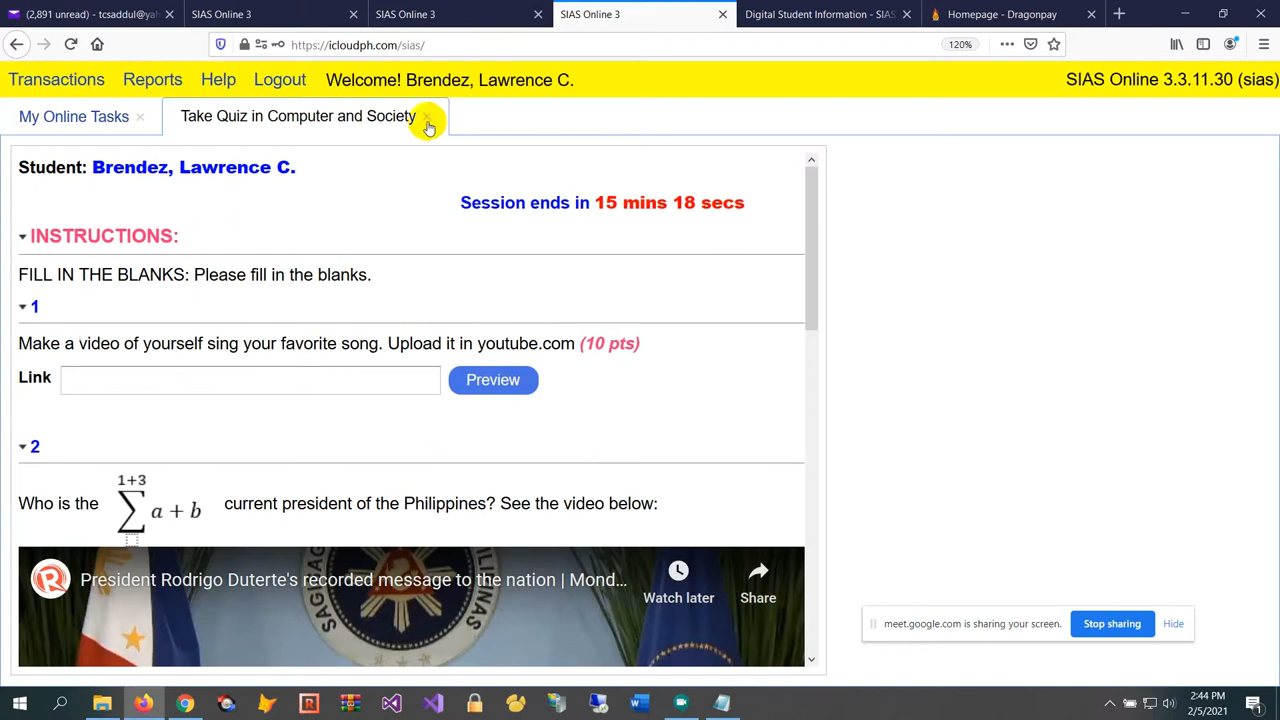 (2,891 unread) - tcsaddul@yah
SIAS Online 3
SIAS Online 3
SIAS Online 3
Digital Student Information - SIAS
Homepage - Dragonpay
https://icloudph.com/sias/
120%
Transactions Reports Help Logout Welcome! Brendez, Lawrence C. SIAS Online 3.3.11.30 (sias)
My Online Tasks
Take Quiz in Computer and Society
Student: Brendez, Lawrence C.
Session ends in 15 mins 18 secs
INSTRUCTIONS:
FILL IN THE BLANKS: Please fill in the blanks.
1
Make a video of yourself sing your favorite song. Upload it in youtube.com (10 pts)
Link
Preview
2
1+3
Who is the ∑ a + b current president of the Philippines? See the video below:
President Rodrigo Duterte's recorded message to the nation | Mond...
Watch later
Share
meet.google.com is sharing your screen.
Stop sharing
Hide
2:44 PM
2/5/2021